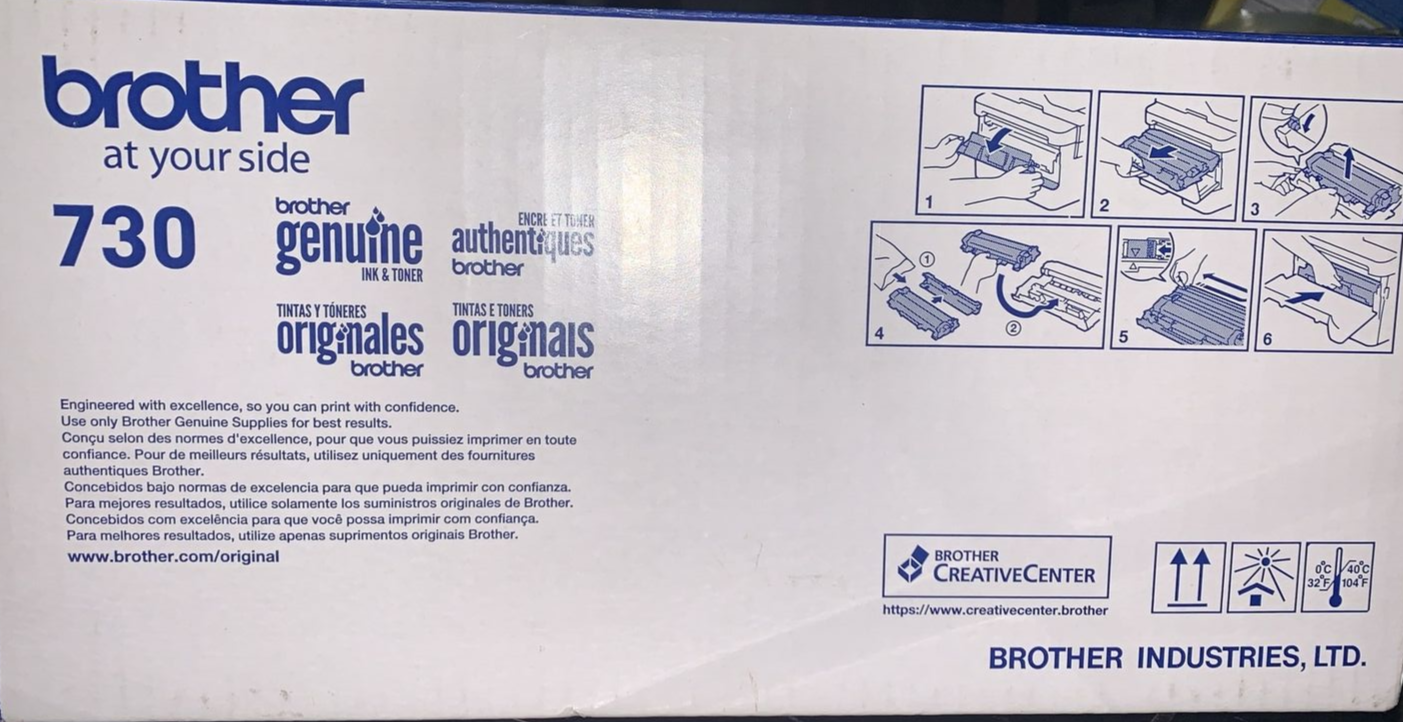 brother
at your side
730
brother
genuine
INK & TONER
ENCRE ET TONER
authentiques
brother
TINTAS Y TÓNERES
originales
brother
TINTAS E TONERS
originais
brother
Engineered with excellence, so you can print with confidence.
Use only Brother Genuine Supplies for best results.
Conçu selon des normes d'excellence, pour que vous puissiez imprimer en toute
confiance. Pour de meilleurs résultats, utilisez uniquement des fournitures
authentiques Brother.
Concebidos bajo normas de excelencia para que pueda imprimir con confianza.
Para mejores resultados, utilice solamente los suministros originales de Brother.
Concebidos com excelência para que você possa imprimir com confiança.
Para melhores resultados, utilize apenas suprimentos originais Brother.
www.brother.com/original
1
2
3
4
①
②
5
6
BROTHER
CREATIVECENTER
https://www.creativecenter.brother
0°C 40°C
32°F 104°F
BROTHER INDUSTRIES, LTD.